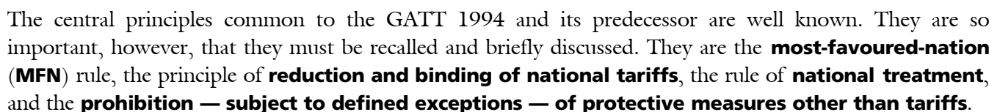 The central principles common to the GATT 1994 and its predecessor are well known. They are so
important, however, that they must be recalled and briefly discussed. They are the most-favoured-nation
(MFN) rule, the principle of reduction and binding of national tariffs, the rule of national treatment,
and the prohibition — subject to defined exceptions — of protective measures other than tariffs.